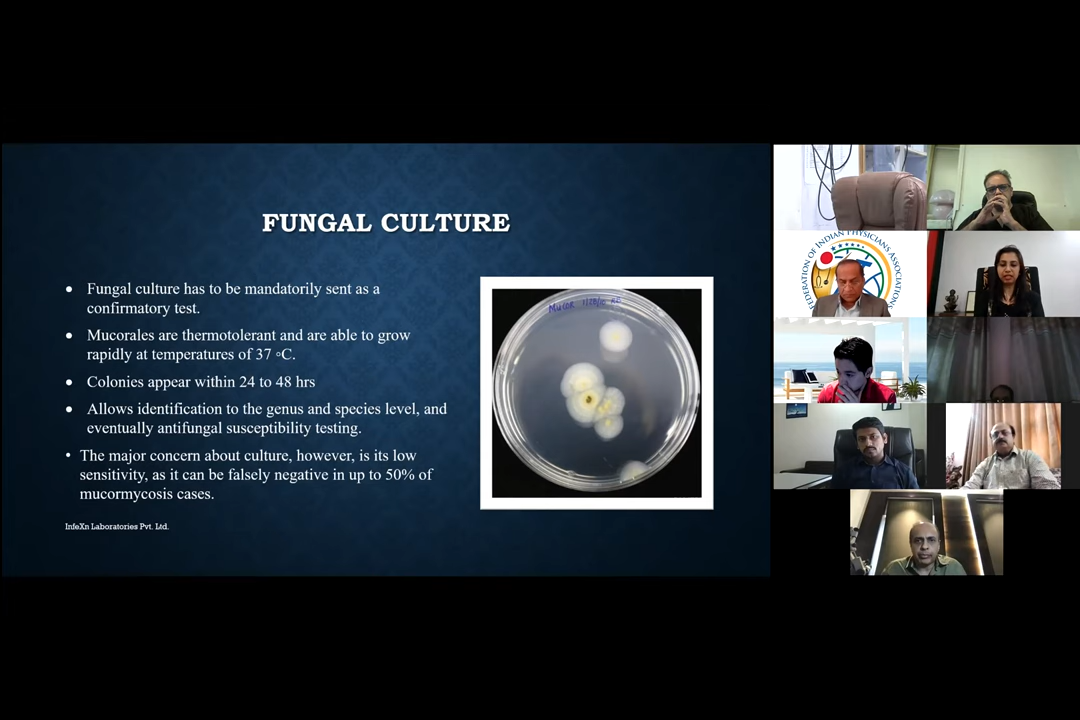 FUNGAL CULTURE
• Fungal culture has to be mandatorily sent as a
confirmatory test.
• Mucorales are thermotolerant and are able to grow
rapidly at temperatures of 37 ◦C.
• Colonies appear within 24 to 48 hrs
• Allows identification to the genus and species level, and
eventually antifungal susceptibility testing.
• The major concern about culture, however, is its low
sensitivity, as it can be falsely negative in up to 50% of
mucormycosis cases.
InfeXn Laboratories Pvt. Ltd.
Mucor
FEDERATION OF INDIAN PHYSICIANS ASSOCIATIONS